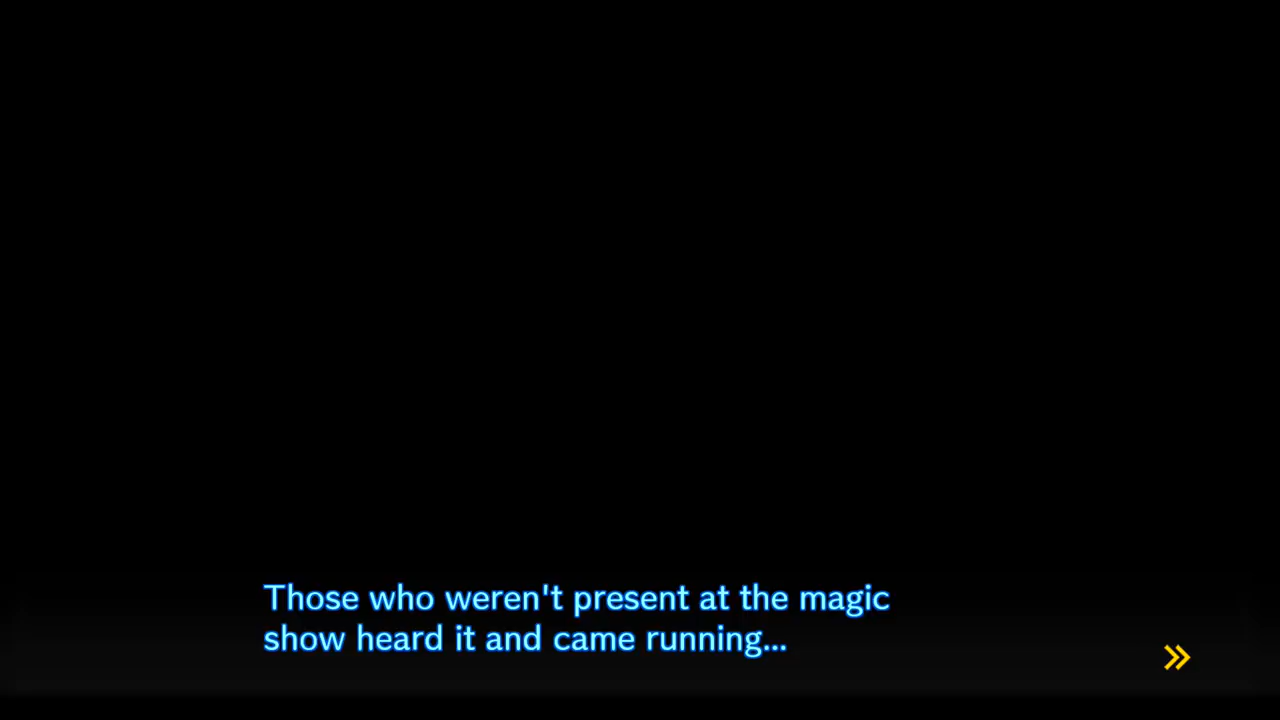 Those who weren't present at the magic
show heard it and came running...